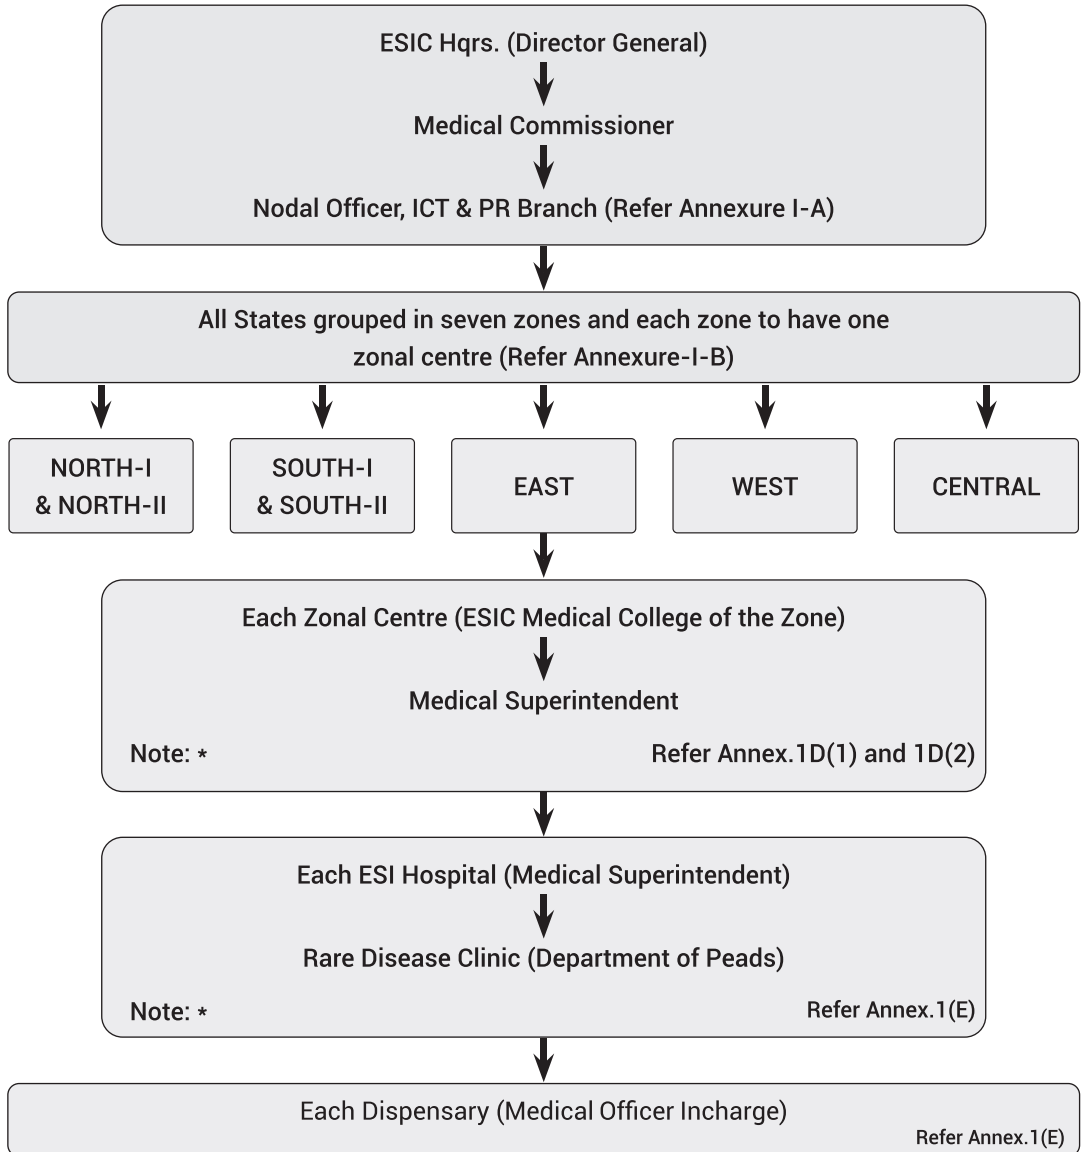 ESIC Hqrs. (Director General)
Medical Commissioner
Nodal Officer, ICT & PR Branch (Refer Annexure I-A)
All States grouped in seven zones and each zone to have one
zonal centre (Refer Annexure-I-B)
NORTH-I
& NORTH-II
SOUTH-I
& SOUTH-II
EAST
WEST
CENTRAL
Each Zonal Centre (ESIC Medical College of the Zone)
Medical Superintendent
Note: * Refer Annex.1D(1) and 1D(2)
Each ESI Hospital (Medical Superintendent)
Rare Disease Clinic (Department of Peads)
Note: * Refer Annex.1(E)
Each Dispensary (Medical Officer Incharge)
Refer Annex.1(E)